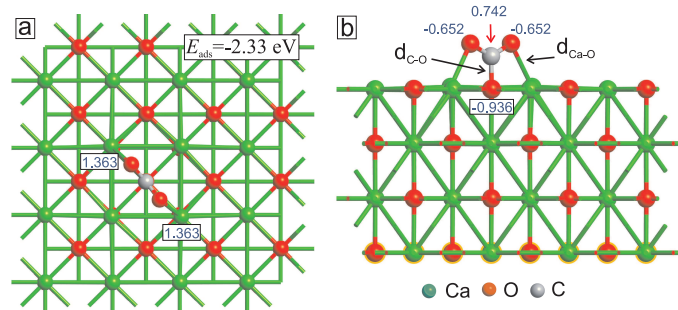 a
E_ads=-2.33 eV
1.363
1.363
b
0.742
-0.652
-0.652
d_C-O
d_Ca-O
-0.936
Ca O C